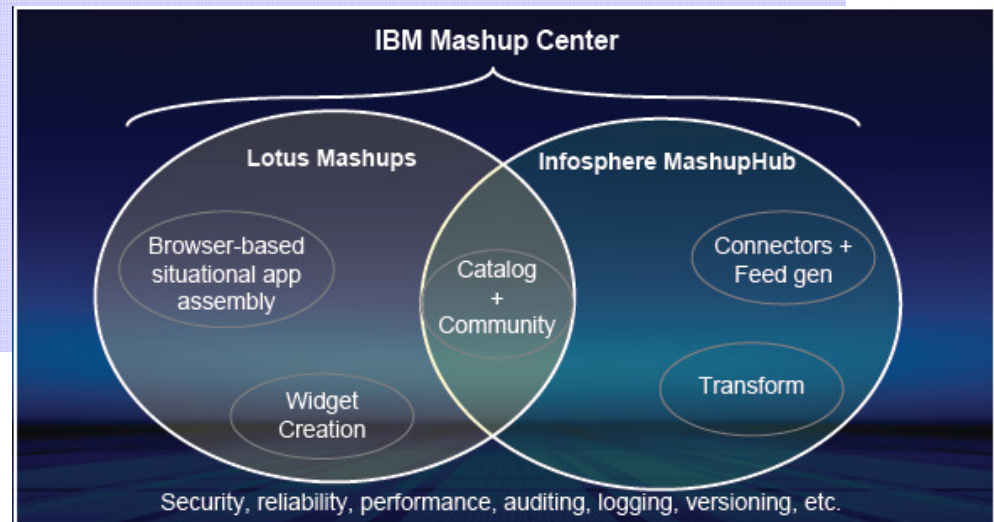 IBM Mashup Center
Lotus Mashups
Infosphere MashupHub
Browser-based
situational app
assembly
Catalog
+
Community
Connectors +
Feed gen
Widget
Creation
Transform
Security, reliability, performance, auditing, logging, versioning, etc.